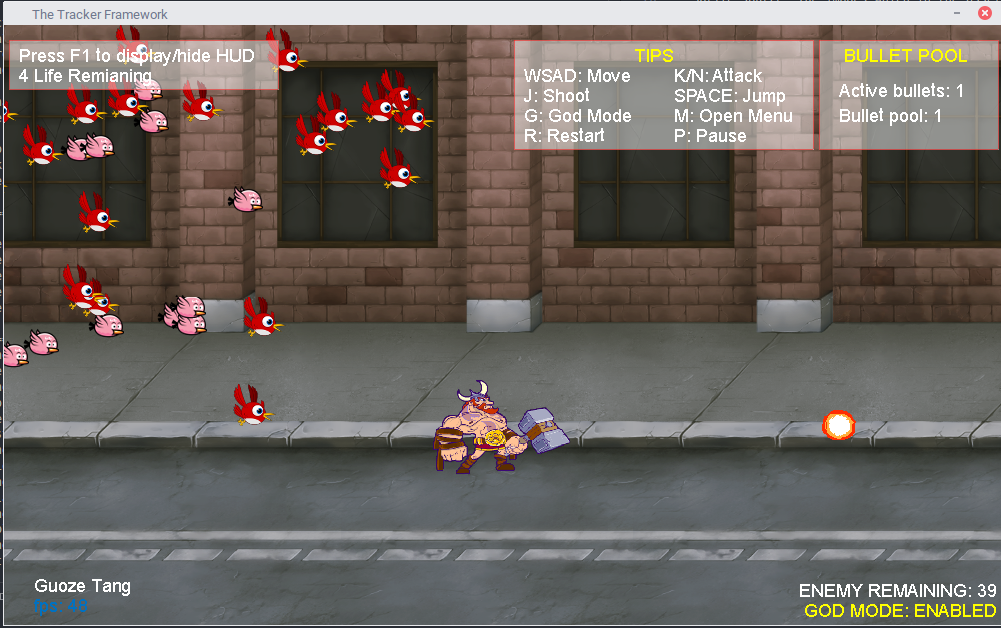 The Tracker Framework
Press F1 to display/hide HUD
4 Life Remianing
TIPS
WSAD: Move K/N: Attack
J: Shoot SPACE: Jump
G: God Mode M: Open Menu
R: Restart P: Pause
BULLET POOL
Active bullets: 1
Bullet pool: 1
Guoze Tang
fps: 48
ENEMY REMAINING: 39
GOD MODE: ENABLED